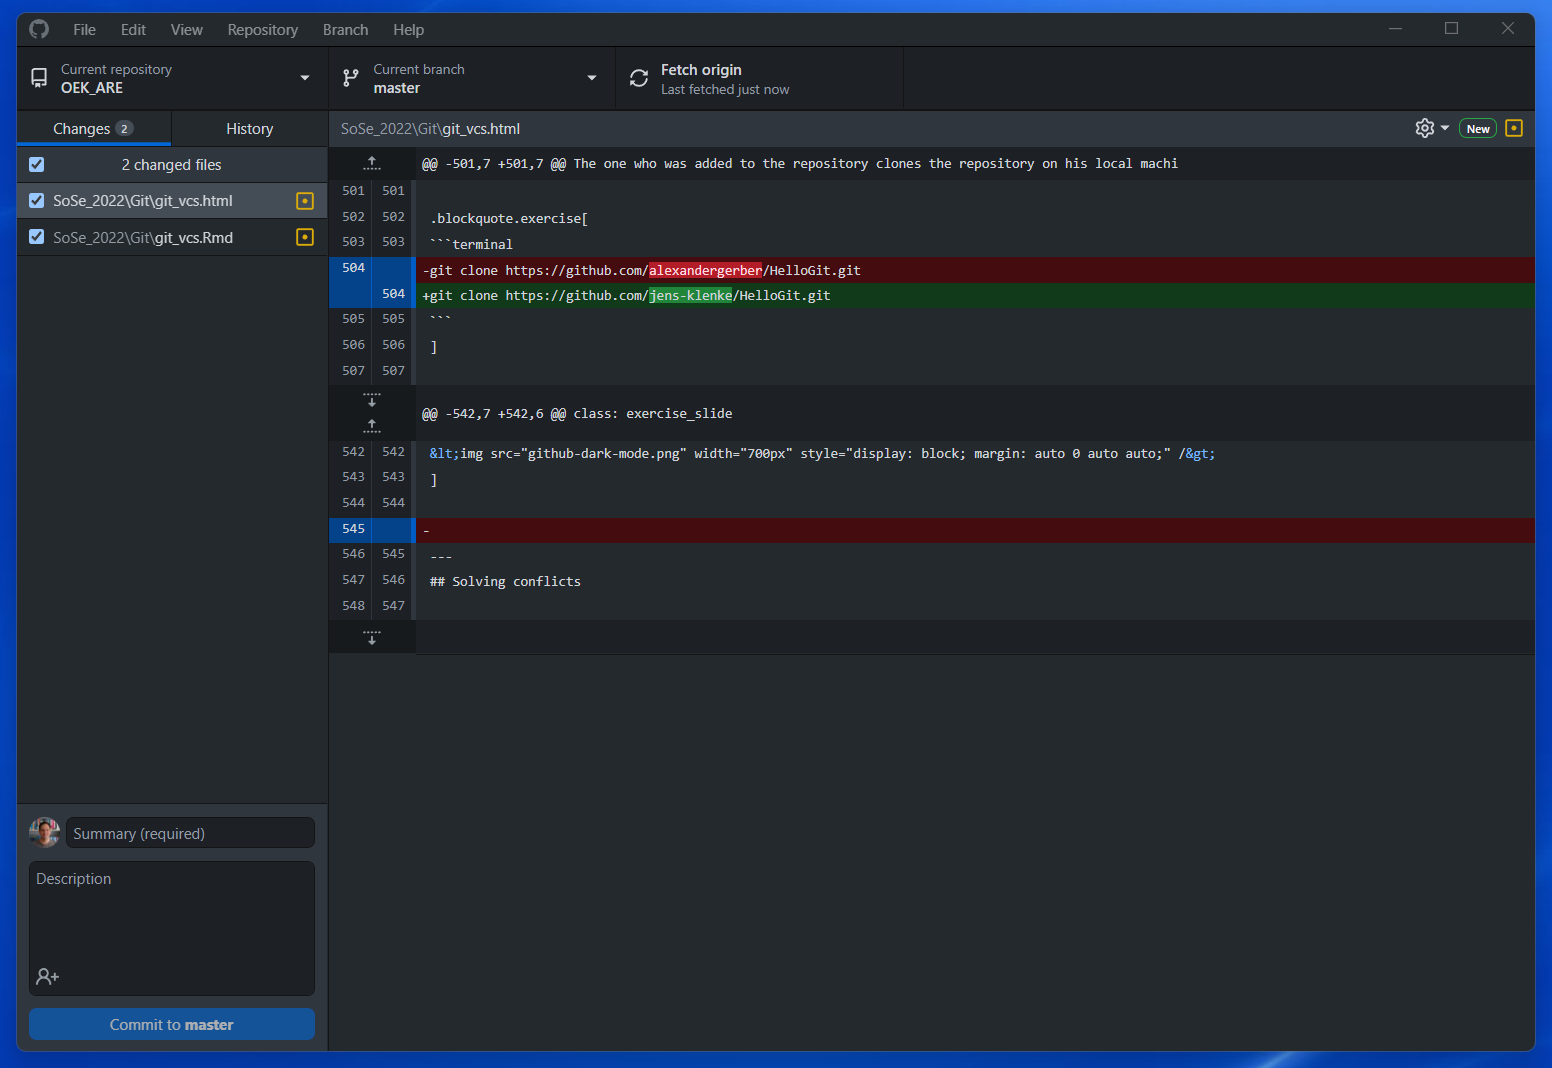 File Edit View Repository Branch Help
Current repository
OEK_ARE
Current branch
master
Fetch origin
Last fetched just now
Changes 2
History
SoSe_2022\Git\git_vcs.html
New
2 changed files
SoSe_2022\Git\git_vcs.html
SoSe_2022\Git\git_vcs.Rmd
@@ -501,7 +501,7 @@ The one who was added to the repository clones the repository on his local machi
501 501
502 502 .blockquote.exercise[
503 503 ```terminal
504 -git clone https://github.com/alexandergerber/HelloGit.git
504 +git clone https://github.com/jens-klenke/HelloGit.git
505 505 ```
506 506 ]
507 507
@@ -542,7 +542,6 @@ class: exercise_slide
542 542 &lt;img src="github-dark-mode.png" width="700px" style="display: block; margin: auto 0 auto auto;" /&gt;
543 543 ]
544 544
545 -
546 545 ---
547 546 ## Solving conflicts
548 547
Summary (required)
Description
Commit to master